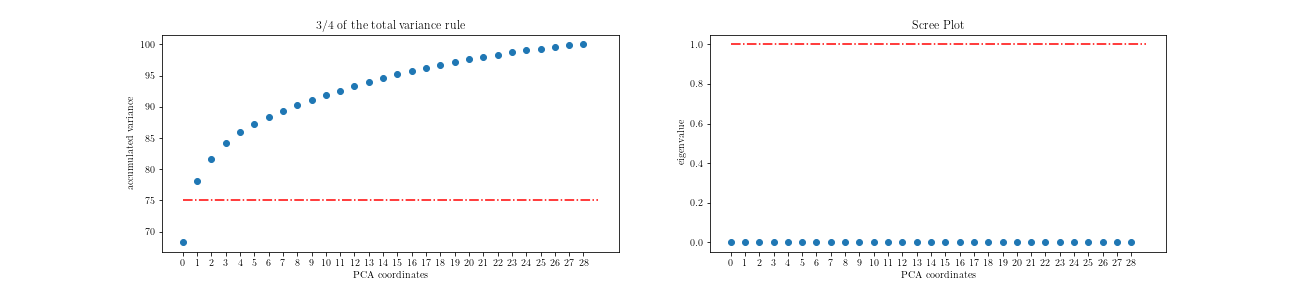 3/4 of the total variance rule
accumulated variance
100
95
90
85
80
75
70
0 1 2 3 4 5 6 7 8 9 10 11 12 13 14 15 16 17 18 19 20 21 22 23 24 25 26 27 28
PCA coordinates
Scree Plot
eigenvalue
1.0
0.8
0.6
0.4
0.2
0.0
0 1 2 3 4 5 6 7 8 9 10 11 12 13 14 15 16 17 18 19 20 21 22 23 24 25 26 27 28
PCA coordinates